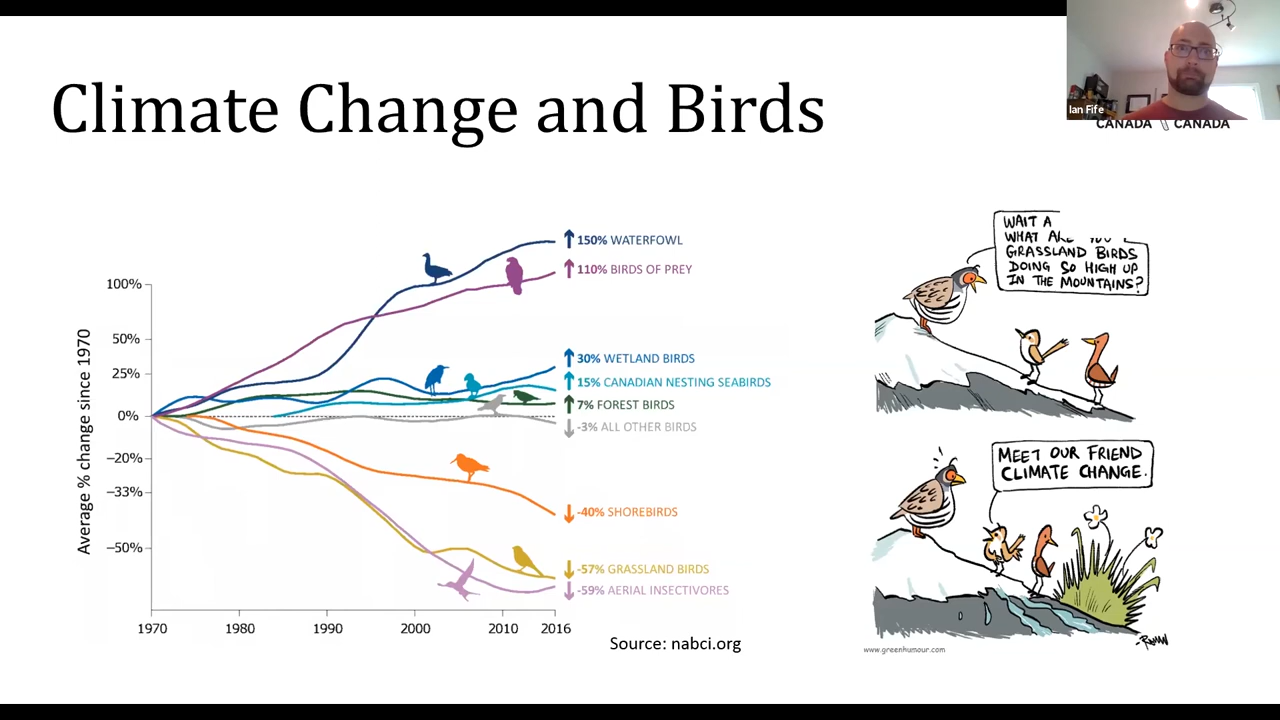 Climate Change and Birds
Ian Fife
CANADA CANADA
150% WATERFOWL
110% BIRDS OF PREY
30% WETLAND BIRDS
15% CANADIAN NESTING SEABIRDS
7% FOREST BIRDS
-3% ALL OTHER BIRDS
-40% SHOREBIRDS
-57% GRASSLAND BIRDS
-59% AERIAL INSECTIVORES
Average % change since 1970
100%
50%
25%
0%
−20%
−33%
−50%
1970 1980 1990 2000 2010 2016
Source: nabci.org
WAIT A
WHAT
GRASSLAND BIRDS
DOING SO HIGH UP
IN THE MOUNTAINS?
MEET OUR FRIEND
CLIMATE CHANGE.
www.greenhumour.com